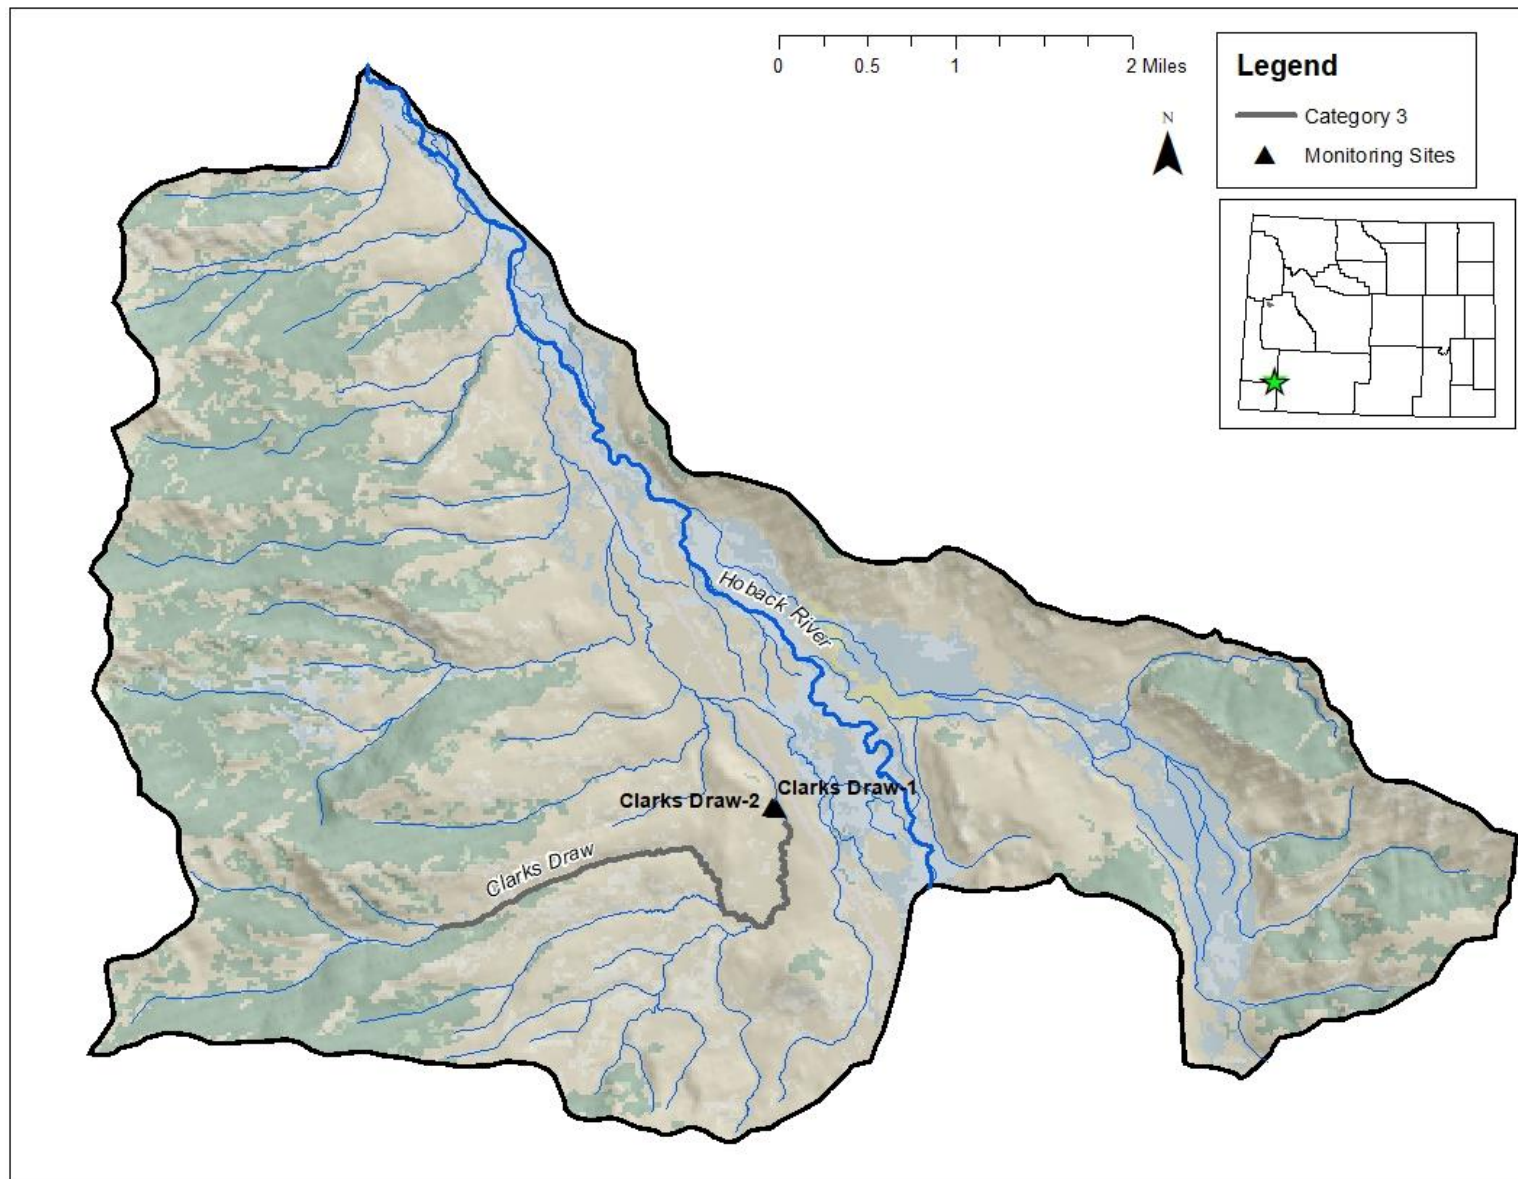 0 0.5 1 2 Miles
N
Legend
Category 3
Monitoring Sites
Hoback River
Clarks Draw-1
Clarks Draw-2
Clarks Draw